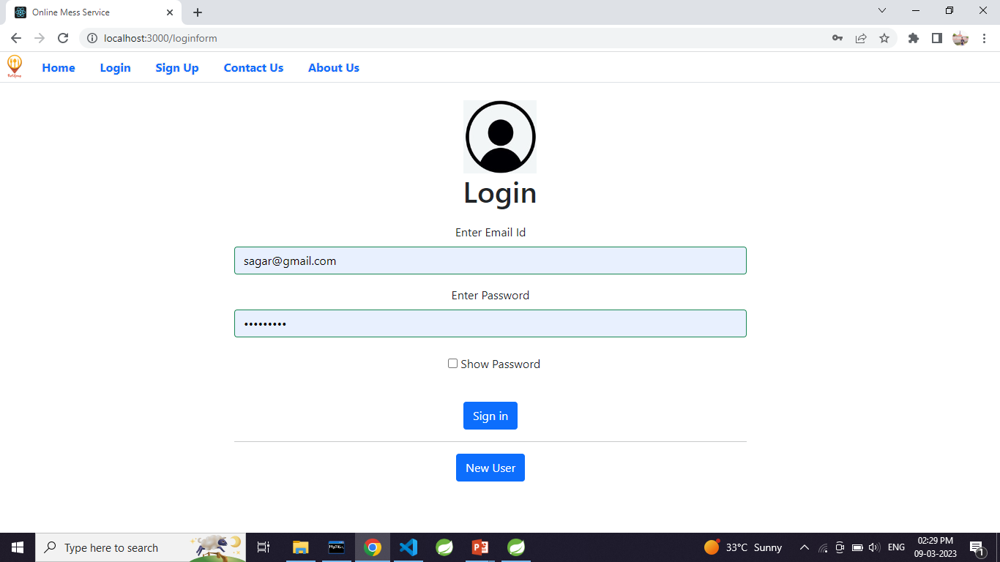 Online Mess Service
localhost:3000/loginform
Home Login Sign Up Contact Us About Us
Login
Enter Email Id
sagar@gmail.com
Enter Password
•••••••••
Show Password
Sign in
New User
Type here to search
33°C Sunny
ENG
02:29 PM
09-03-2023
1